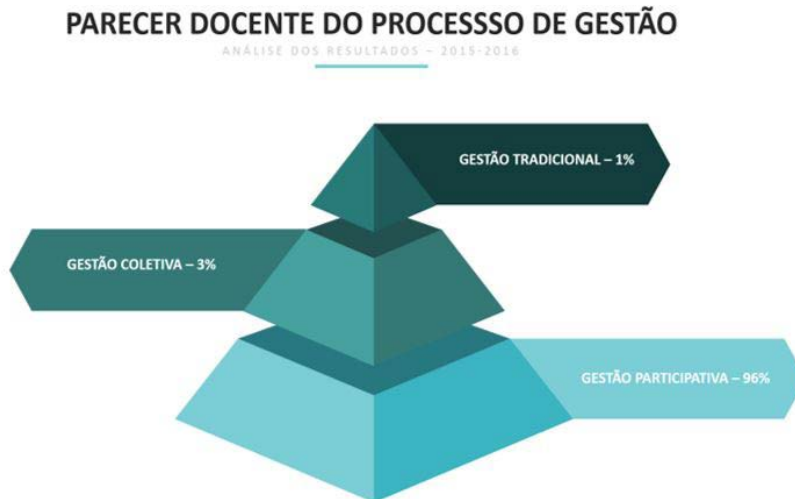 PARECER DOCENTE DO PROCESSSO DE GESTÃO
ANÁLISE DOS RESULTADOS – 2015-2016
GESTÃO TRADICIONAL – 1%
GESTÃO COLETIVA – 3%
GESTÃO PARTICIPATIVA – 96%